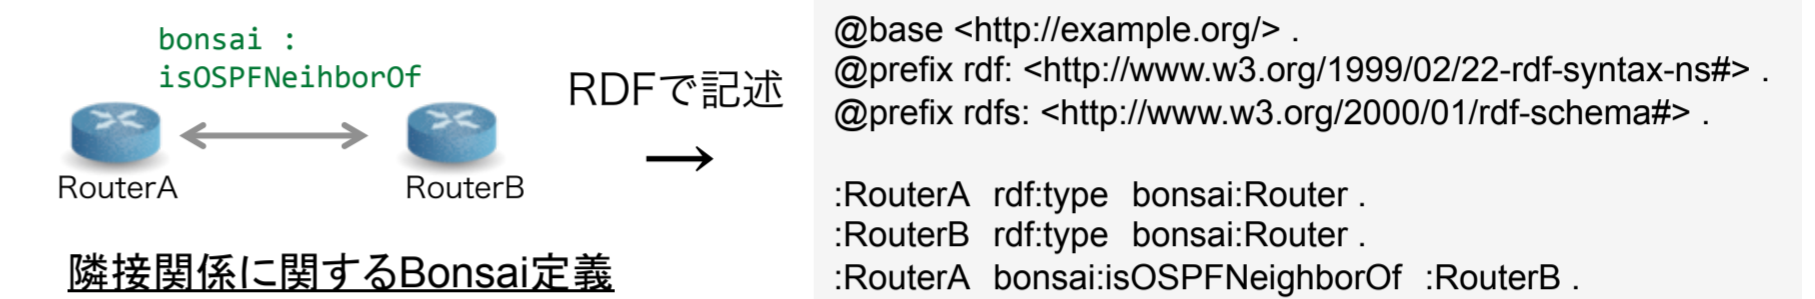 bonsai :
isOSPFNeihborOf
RouterA
RouterB
隣接関係に関するBonsai定義
RDFで記述
→
@base <http://example.org/> .
@prefix rdf: <http://www.w3.org/1999/02/22-rdf-syntax-ns#> .
@prefix rdfs: <http://www.w3.org/2000/01/rdf-schema#> .
:RouterA rdf:type bonsai:Router .
:RouterB rdf:type bonsai:Router .
:RouterA bonsai:isOSPFNeighborOf :RouterB .